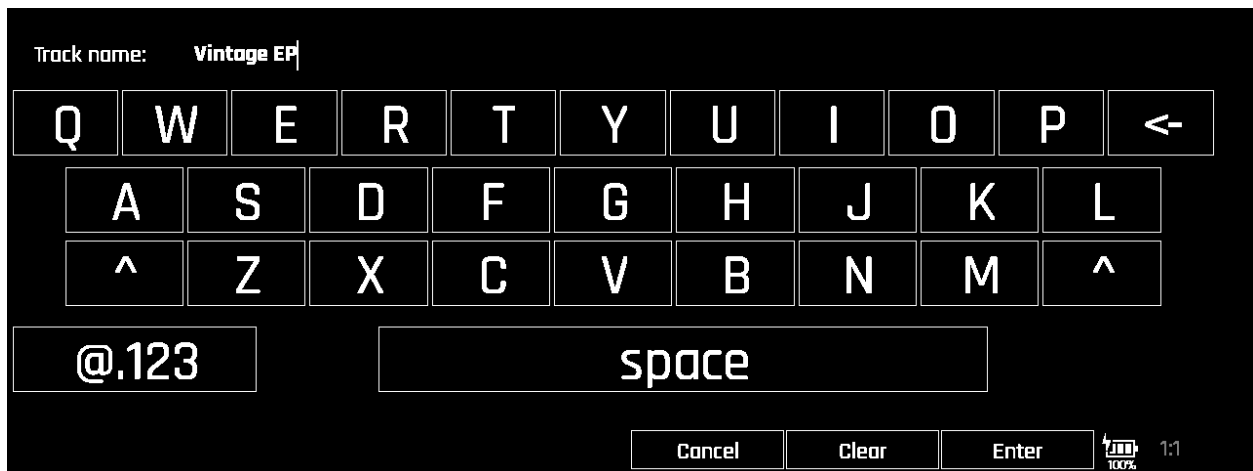 Track name: Vintage EP
Q W E R T Y U I O P <-
A S D F G H J K L
^ Z X C V B N M ^
@.123 space
Cancel Clear Enter 100% 1:1